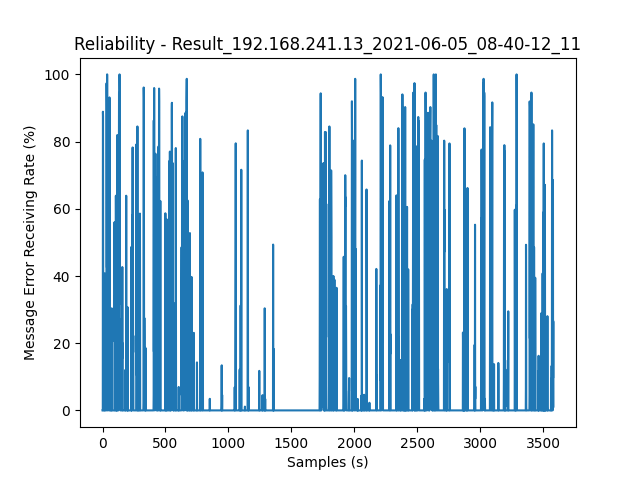 Reliability - Result_192.168.241.13_2021-06-05_08-40-12_11
100
80
60
40
20
0
Message Error Receiving Rate (%)
0 500 1000 1500 2000 2500 3000 3500
Samples (s)